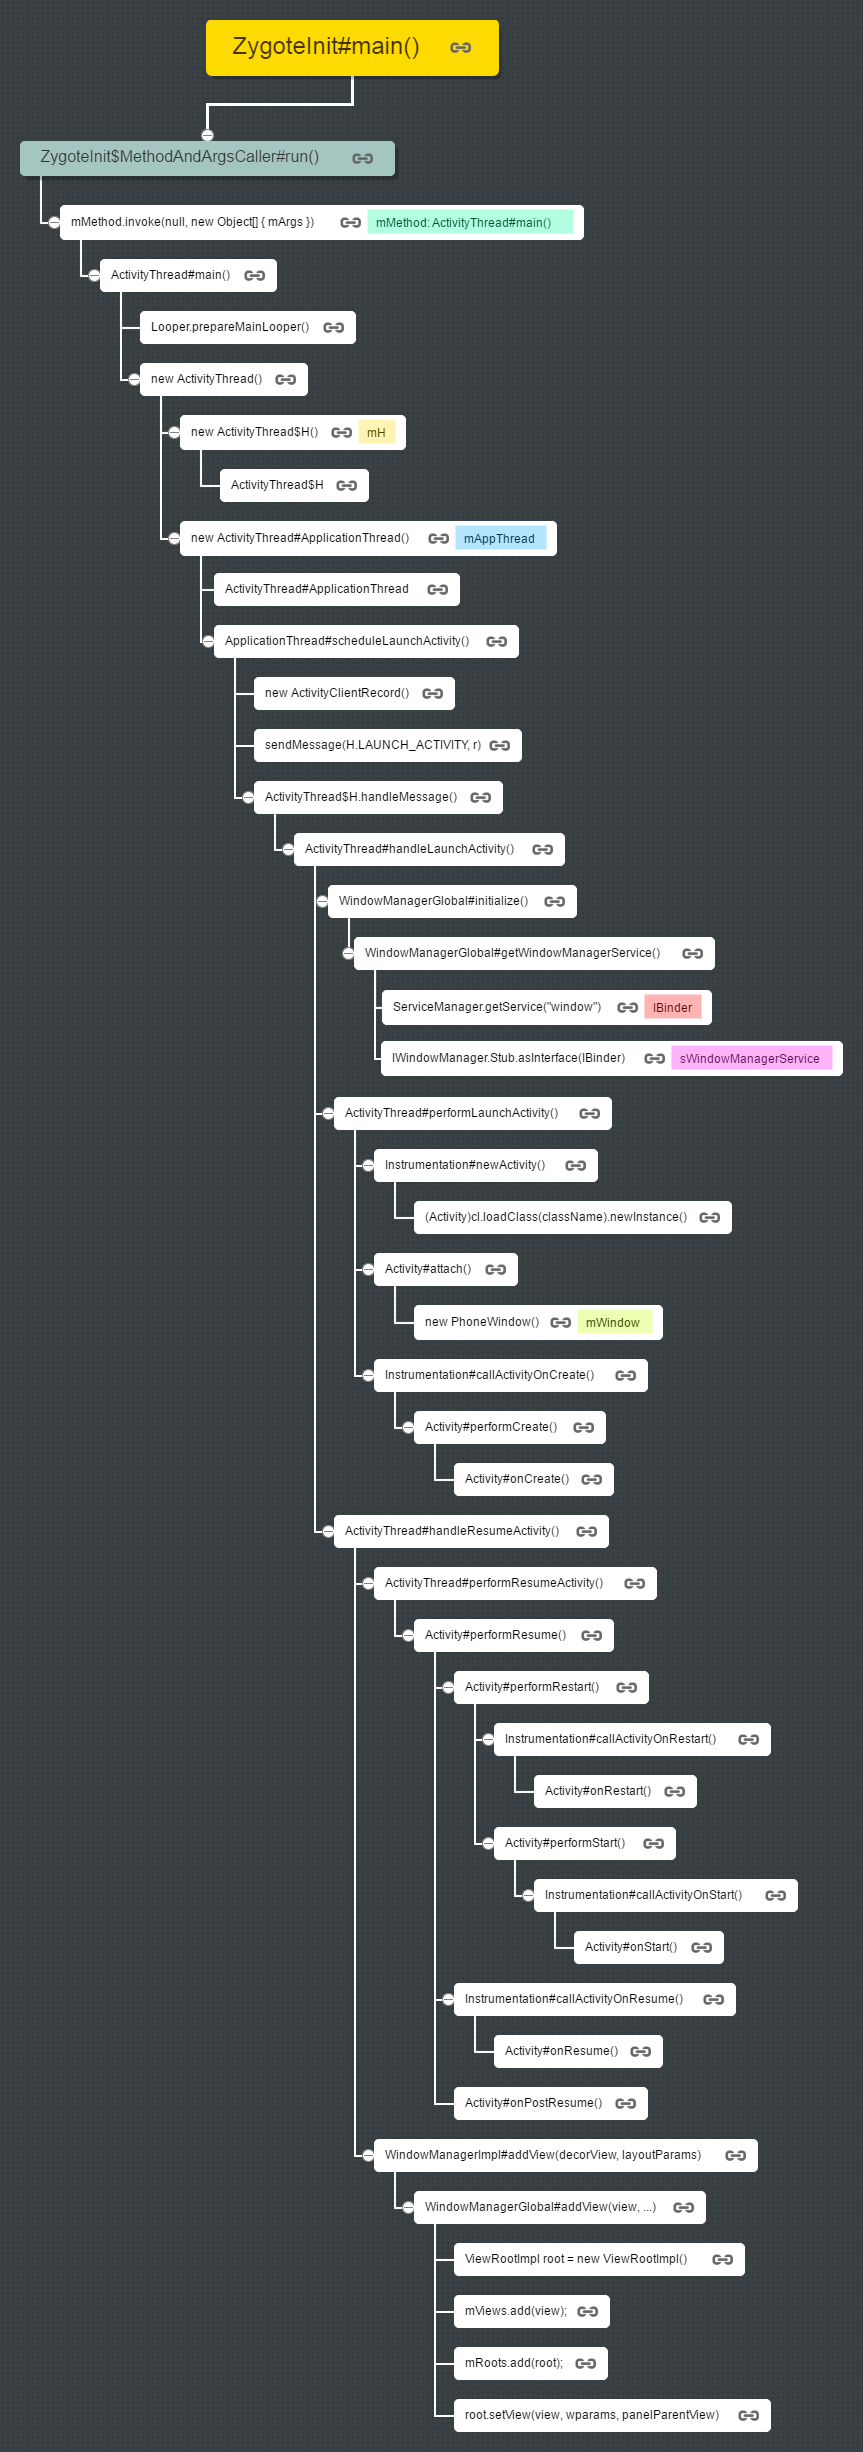 ZygoteInit#main()
ZygoteInit$MethodAndArgsCaller#run()
mMethod.invoke(null, new Object[] { mArgs }) mMethod: ActivityThread#main()
ActivityThread#main()
Looper.prepareMainLooper()
new ActivityThread()
new ActivityThread$H() mH
ActivityThread$H
new ActivityThread#ApplicationThread() mAppThread
ActivityThread#ApplicationThread
ApplicationThread#scheduleLaunchActivity()
new ActivityClientRecord()
sendMessage(H.LAUNCH_ACTIVITY, r)
ActivityThread$H.handleMessage()
ActivityThread#handleLaunchActivity()
WindowManagerGlobal#initialize()
WindowManagerGlobal#getWindowManagerService()
ServiceManager.getService("window") IBinder
IWindowManager.Stub.asInterface(IBinder) sWindowManagerService
ActivityThread#performLaunchActivity()
Instrumentation#newActivity()
(Activity)cl.loadClass(className).newInstance()
Activity#attach()
new PhoneWindow() mWindow
Instrumentation#callActivityOnCreate()
Activity#performCreate()
Activity#onCreate()
ActivityThread#handleResumeActivity()
ActivityThread#performResumeActivity()
Activity#performResume()
Activity#performRestart()
Instrumentation#callActivityOnRestart()
Activity#onRestart()
Activity#performStart()
Instrumentation#callActivityOnStart()
Activity#onStart()
Instrumentation#callActivityOnResume()
Activity#onResume()
Activity#onPostResume()
WindowManagerImpl#addView(decorView, layoutParams)
WindowManagerGlobal#addView(view, ...)
ViewRootImpl root = new ViewRootImpl()
mViews.add(view);
mRoots.add(root);
root.setView(view, wparams, panelParentView)